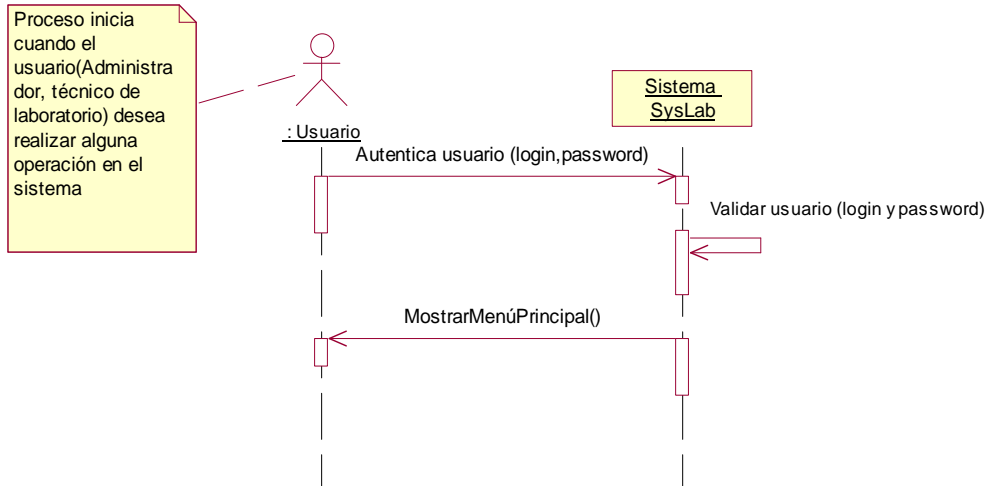 Proceso inicia
cuando el
usuario(Administra
dor, técnico de
laboratorio) desea
realizar alguna
operación en el
sistema
: Usuario
Sistema
SysLab
Autentica usuario (login,password)
Validar usuario (login y password)
MostrarMenúPrincipal()